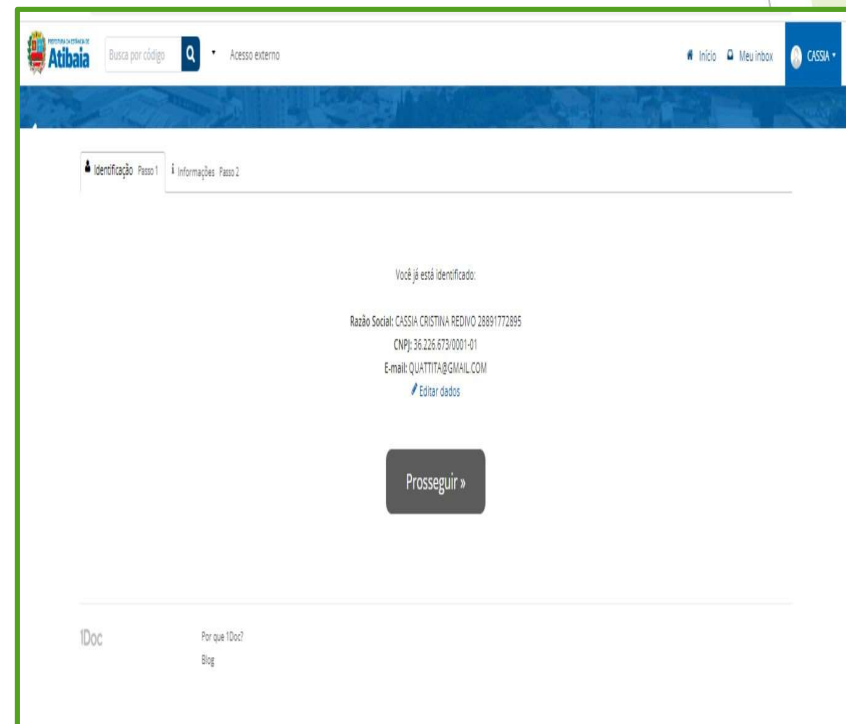 PREFEITURA DA ESTÂNCIA DE
Atibaia
Busca por código
Acesso externo
Início
Meu inbox
CASSIA
Identificação Passo 1
Informações Passo 2
Você já está identificado:
Razão Social: CASSIA CRISTINA REDIVO 28891772895
CNPJ: 36.226.673/0001-01
E-mail: QUATTITA@GMAIL.COM
Editar dados
Prosseguir »
1Doc
Por que 1Doc?
Blog